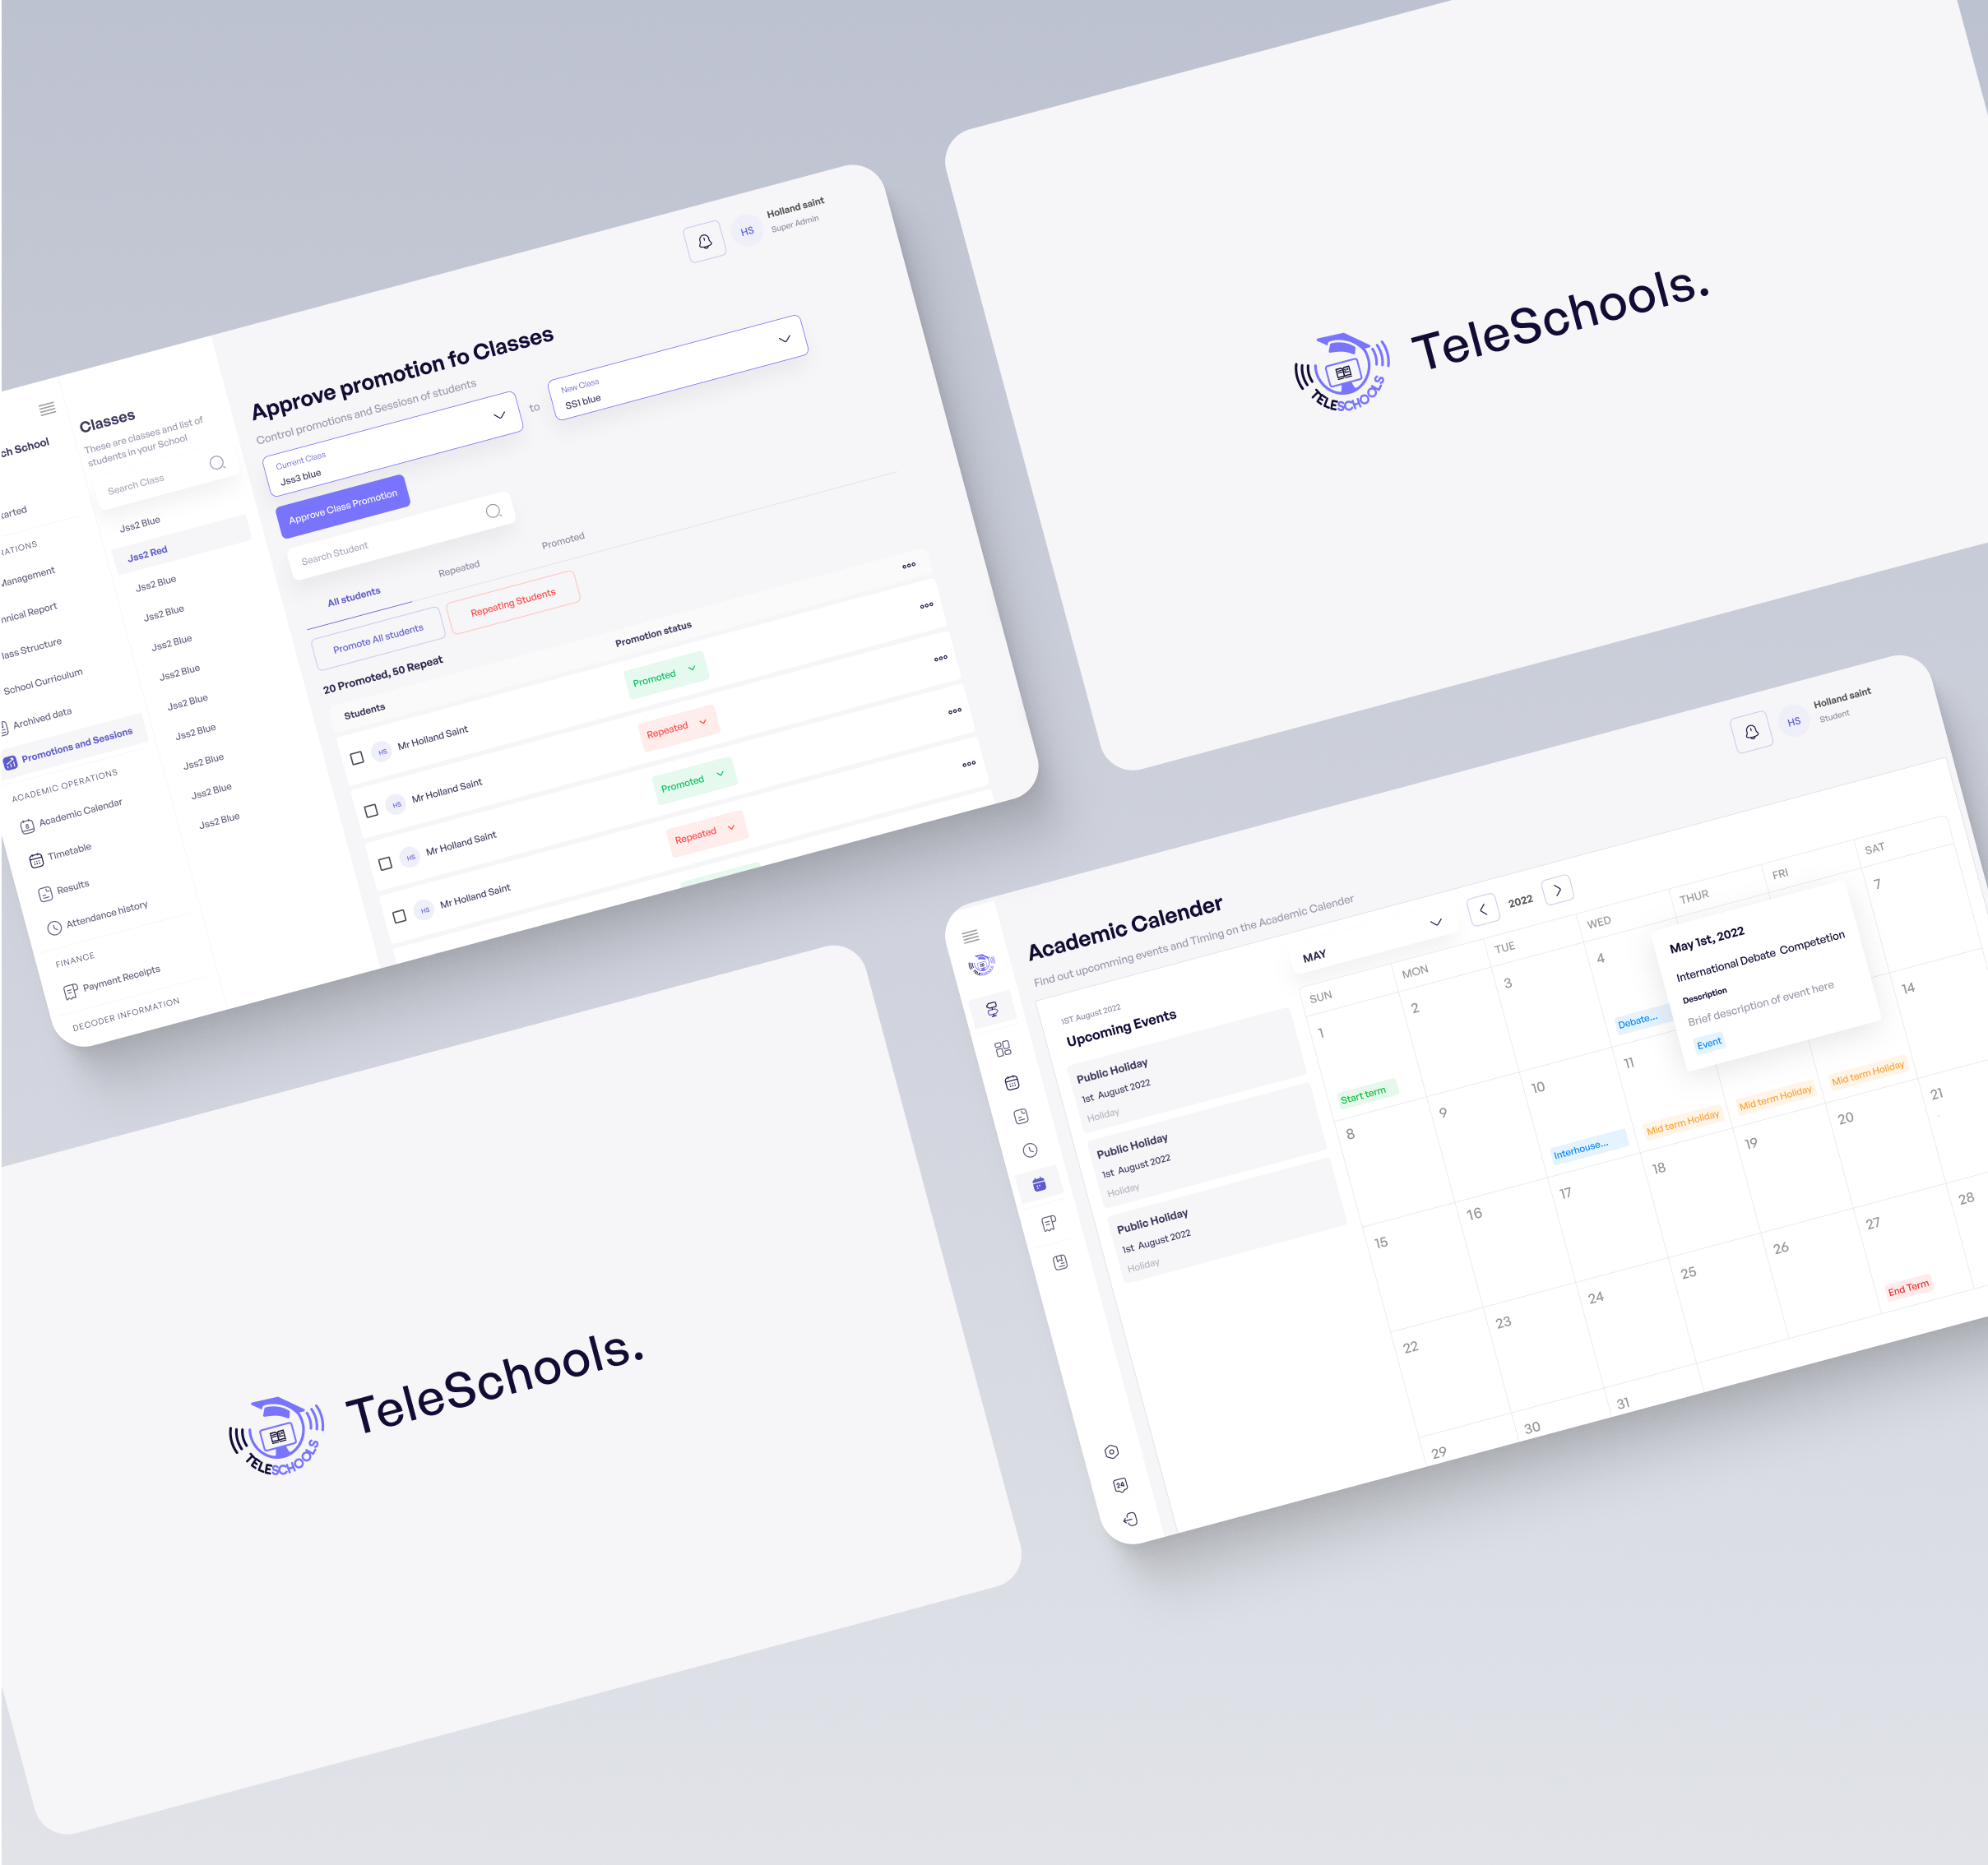 Holland saint
HS
Super Admin
ch School
arted
RATIONS
Management
hnical Report
lass Structure
School Curriculum
Archived data
Promotions and Sessions
ACADEMIC OPERATIONS
Academic Calendar
Timetable
Results
Attendance history
FINANCE
Payment Receipts
DECODER INFORMATION
Classes
These are classes and list of
students in your School
Search Class
Jss2 Blue
Jss2 Red
Jss2 Blue
Jss2 Blue
Jss2 Blue
Jss2 Blue
Jss2 Blue
Jss2 Blue
Jss2 Blue
Jss2 Blue
Jss2 Blue
Approve promotion fo Classes
Control promotions and Sessiosn of students
Current Class
Jss3 blue
to
New Class
SS1 blue
Approve Class Promotion
Search Student
All students
Repeated
Promoted
Promote All students
Repeating Students
20 Promoted, 50 Repeat
Students
Promotion status
HS Mr Holland Saint Promoted
HS Mr Holland Saint Repeated
HS Mr Holland Saint Promoted
HS Mr Holland Saint Repeated
TELESCHOOLS
TeleSchools.
TELESCHOOLS
TeleSchools.
Holland saint
HS
Student
Academic Calender
Find out upcomming events and Timing on the Academic Calender
1ST August 2022
Upcoming Events
Public Holiday
1st August 2022
Holiday
Public Holiday
1st August 2022
Holiday
Public Holiday
1st August 2022
Holiday
24
MAY
2022
SUN MON TUE WED THUR FRI SAT
1 2 3 4 7
Start term
Debate...
May 1st, 2022
International Debate Competetion
Description
Brief description of event here
Event
8 9 10 11 14
Interhouse...
Mid term Holiday
Mid term Holiday
Mid term Holiday
15 16 17 18 19 20 21
22 23 24 25 26 27 28
End Term
29 30 31